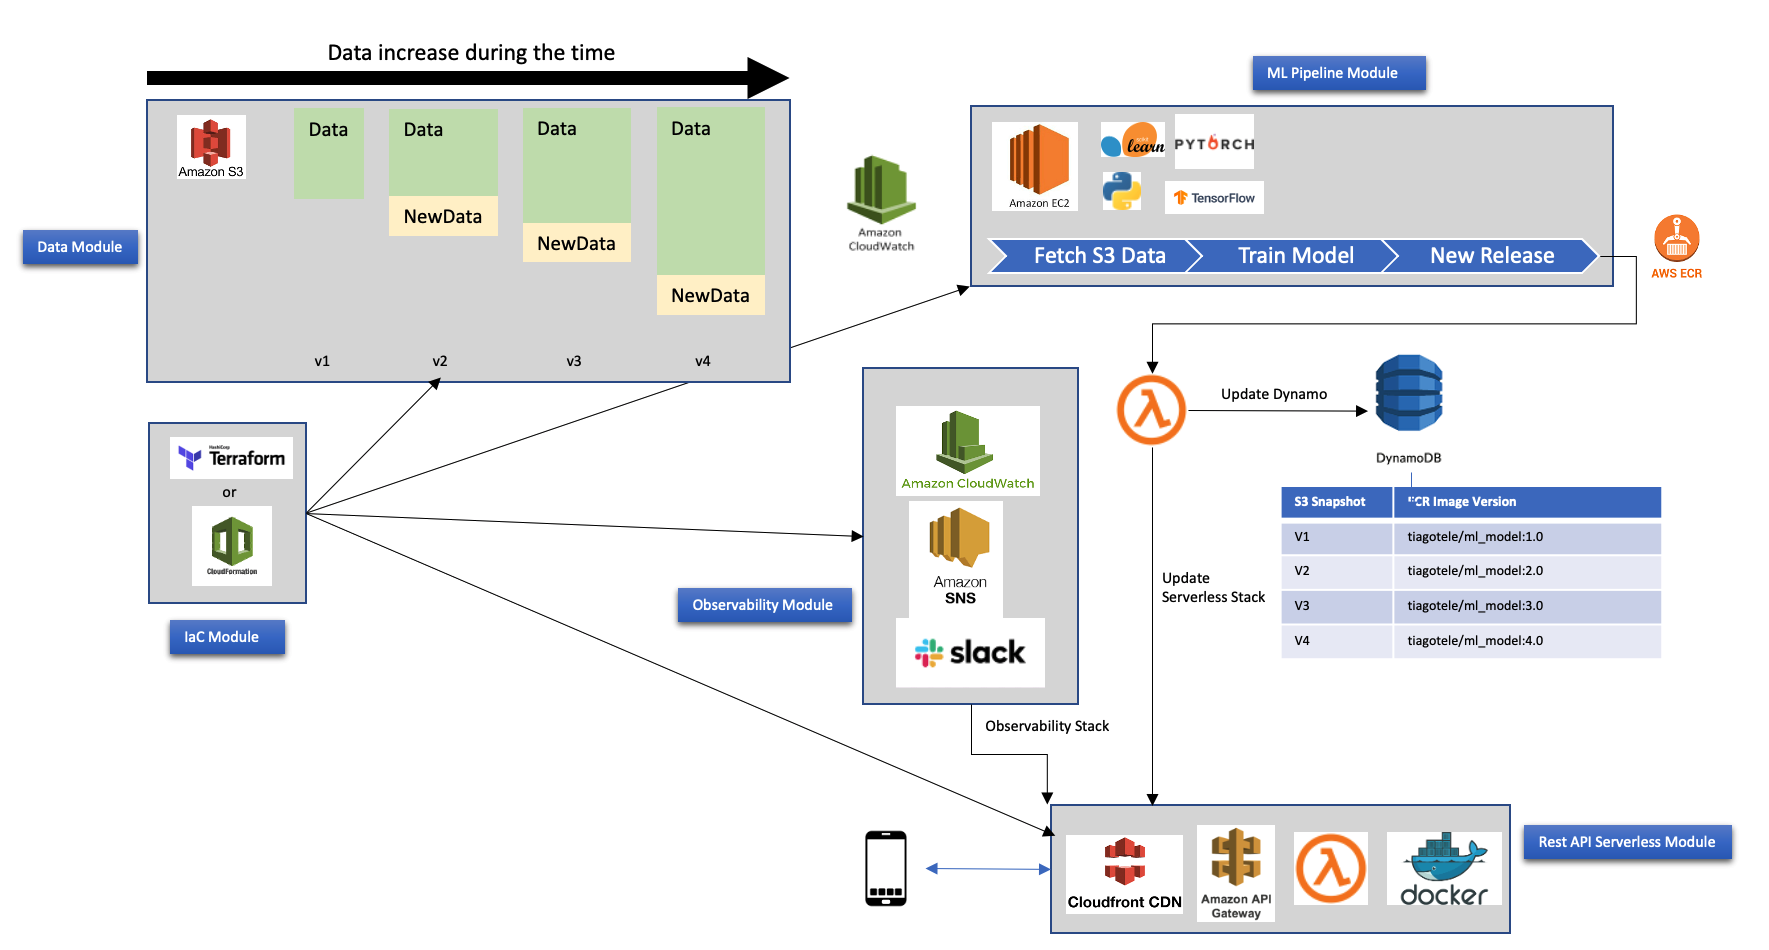 Data increase during the time
ML Pipeline Module
Amazon S3
Data
Data
Data
Data
NewData
NewData
NewData
v1
v2
v3
v4
Data Module
Amazon
CloudWatch
Amazon EC2
learn
PYTORCH
TensorFlow
Fetch S3 Data
Train Model
New Release
AWS ECR
HashiCorp
Terraform
or
CloudFormation
IaC Module
Amazon CloudWatch
Amazon
SNS
slack
Observability Module
Observability Stack
Update Dynamo
DynamoDB
Update
Serverless Stack
S3 Snapshot
ECR Image Version
V1
tiagotele/ml_model:1.0
V2
tiagotele/ml_model:2.0
V3
tiagotele/ml_model:3.0
V4
tiagotele/ml_model:4.0
Cloudfront CDN
Amazon API
Gateway
docker
Rest API Serverless Module